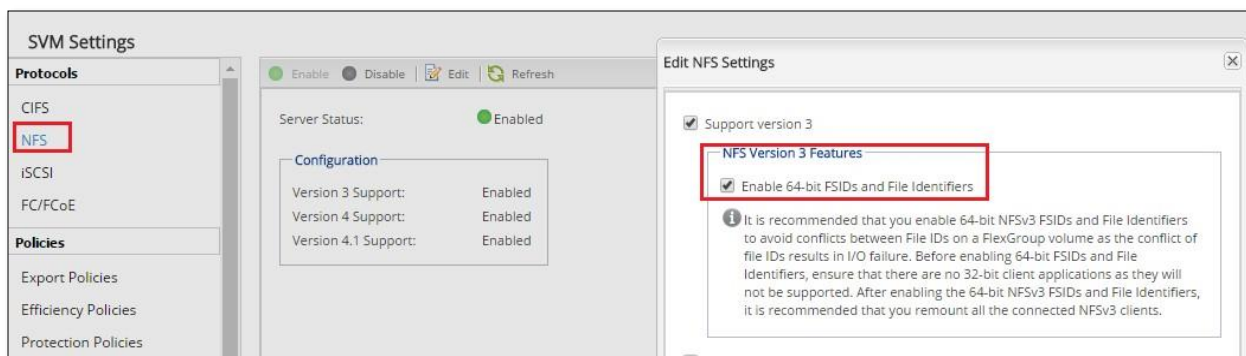 SVM Settings
Protocols
CIFS
NFS
iSCSI
FC/FCoE
Policies
Export Policies
Efficiency Policies
Protection Policies
Enable Disable Edit Refresh
Server Status: Enabled
Configuration
Version 3 Support: Enabled
Version 4 Support: Enabled
Version 4.1 Support: Enabled
Edit NFS Settings
Support version 3
NFS Version 3 Features
Enable 64-bit FSIDs and File Identifiers
It is recommended that you enable 64-bit NFSv3 FSIDs and File Identifiers
to avoid conflicts between File IDs on a FlexGroup volume as the conflict of
file IDs results in I/O failure. Before enabling 64-bit FSIDs and File
Identifiers, ensure that there are no 32-bit client applications as they will
not be supported. After enabling the 64-bit NFSv3 FSIDs and File Identifiers,
it is recommended that you remount all the connected NFSv3 clients.